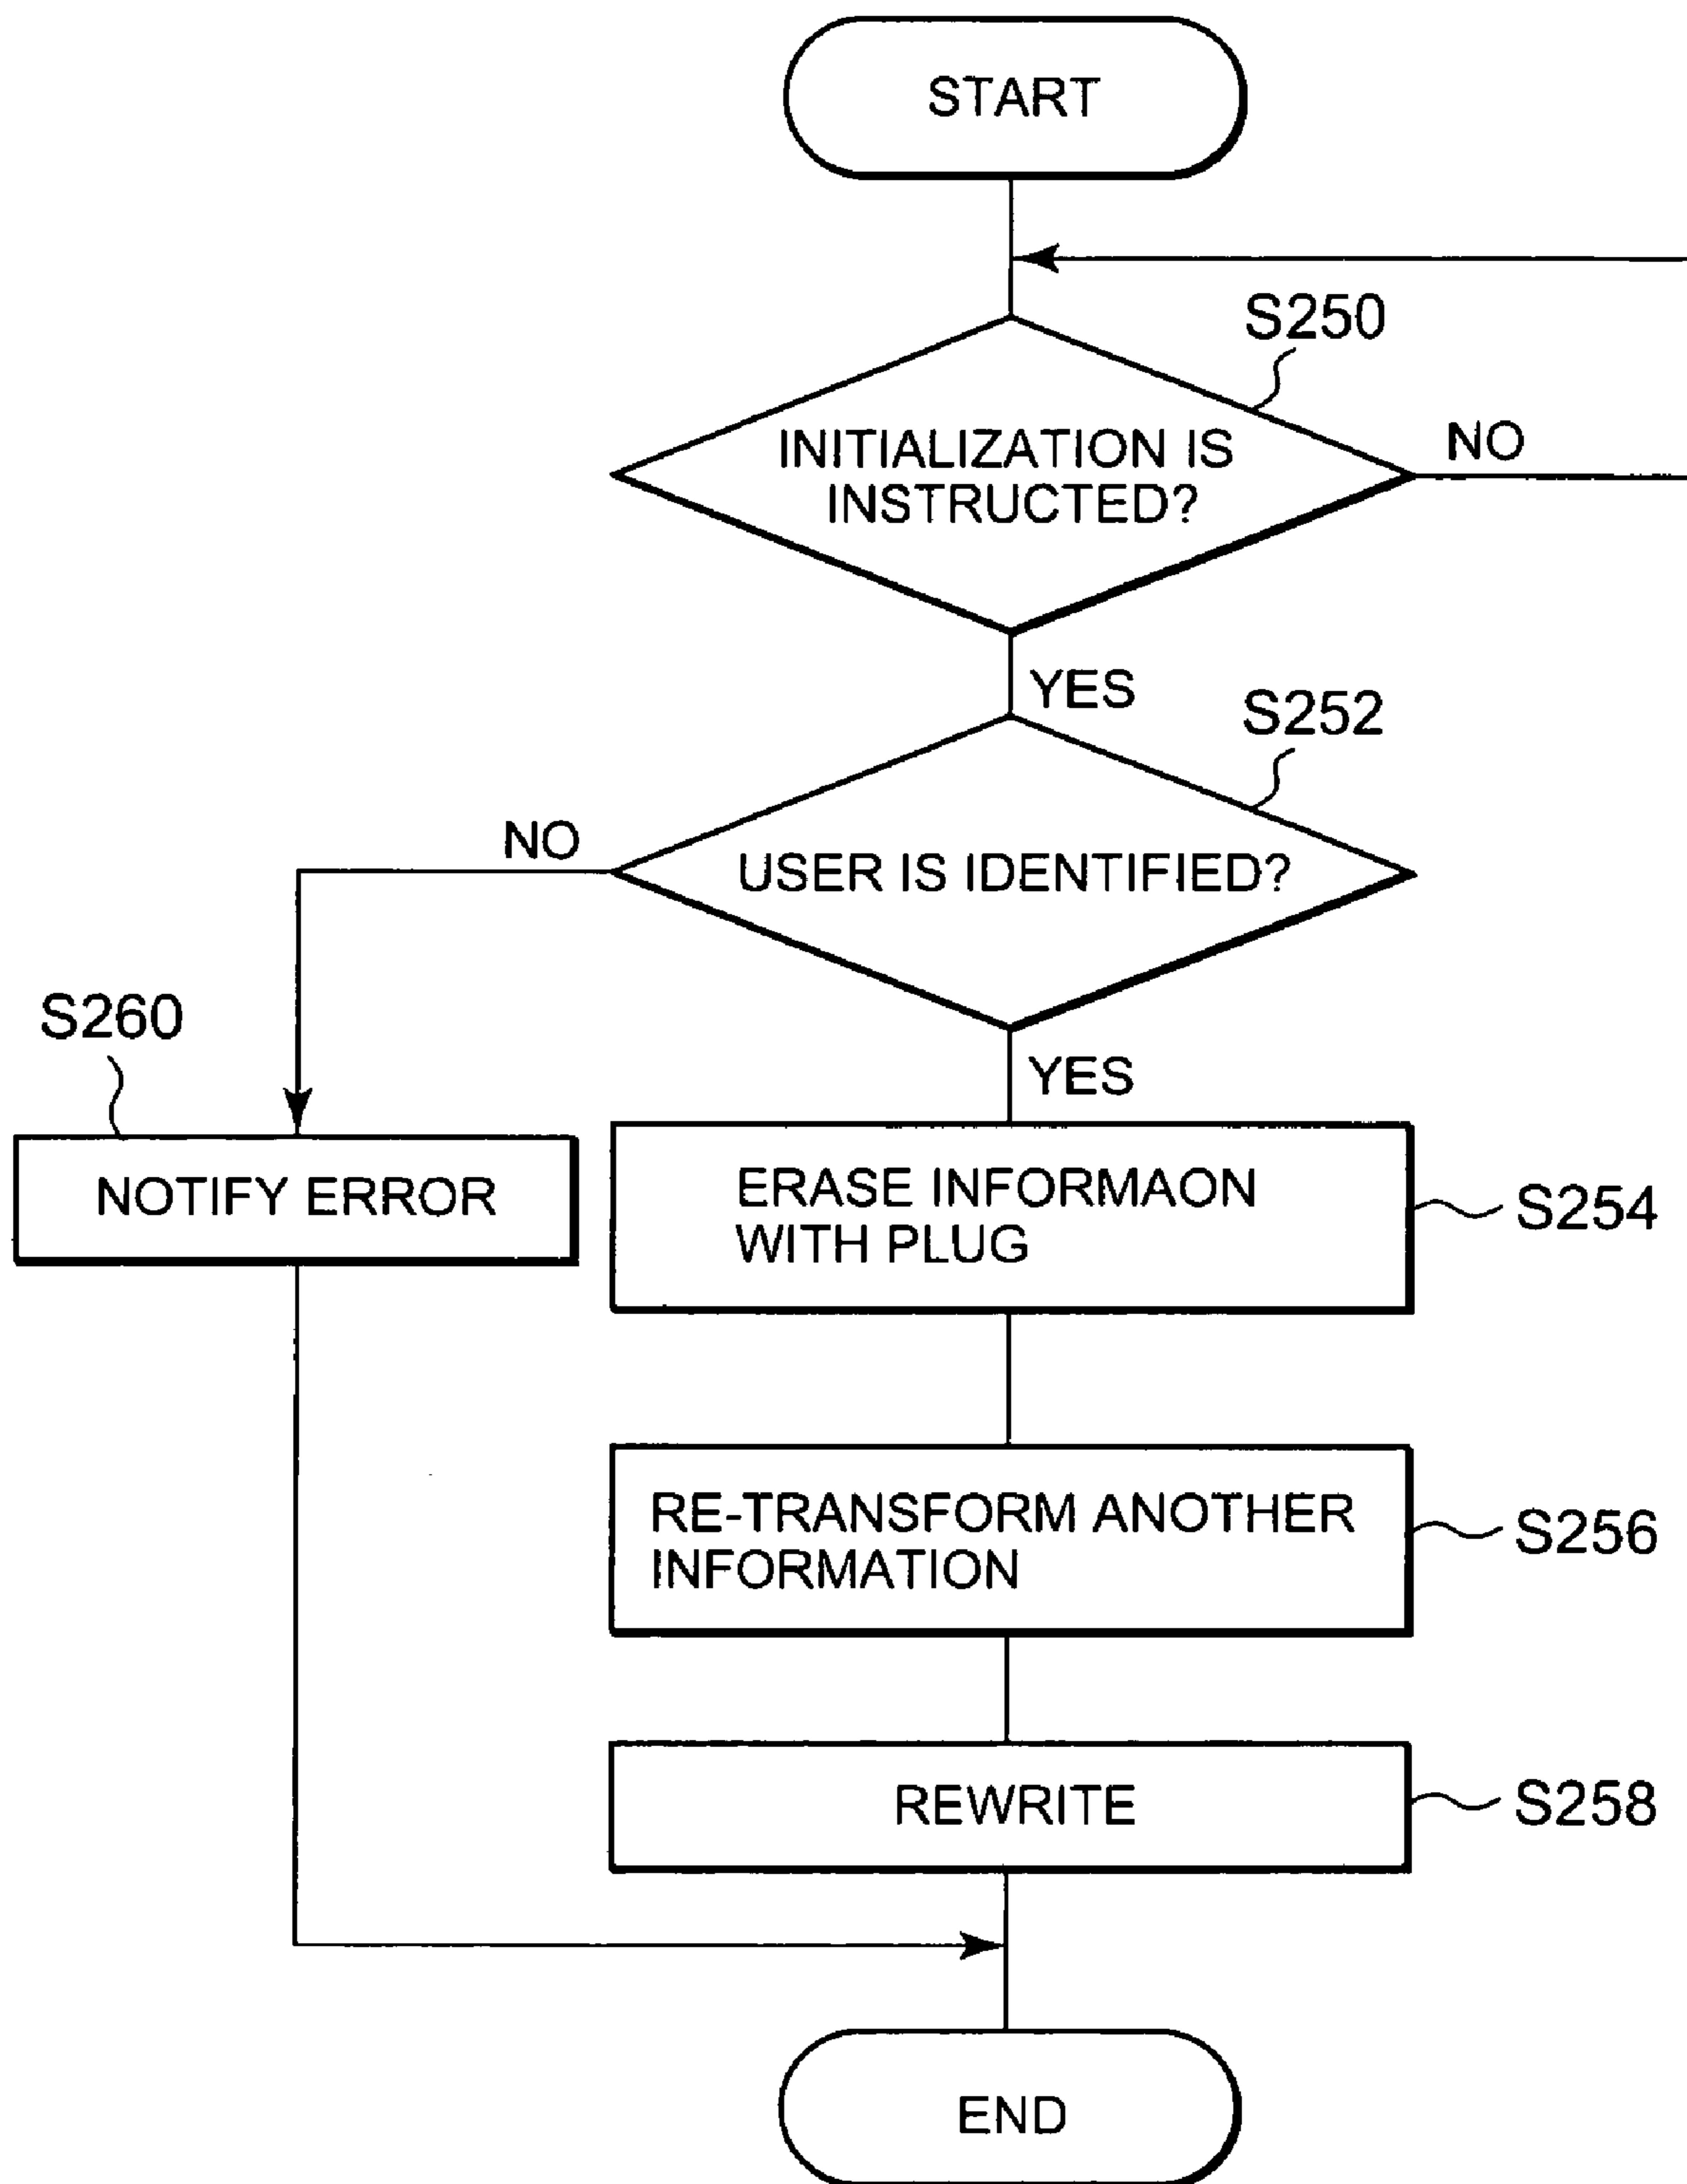 START
S250
INITIALIZATION IS
INSTRUCTED?
NO
YES
S252
NO
USER IS IDENTIFIED?
S260
YES
NOTIFY ERROR
ERASE INFORMAON
WITH PLUG
S254
RE-TRANSFORM ANOTHER
INFORMATION
S256
REWRITE
S258
END